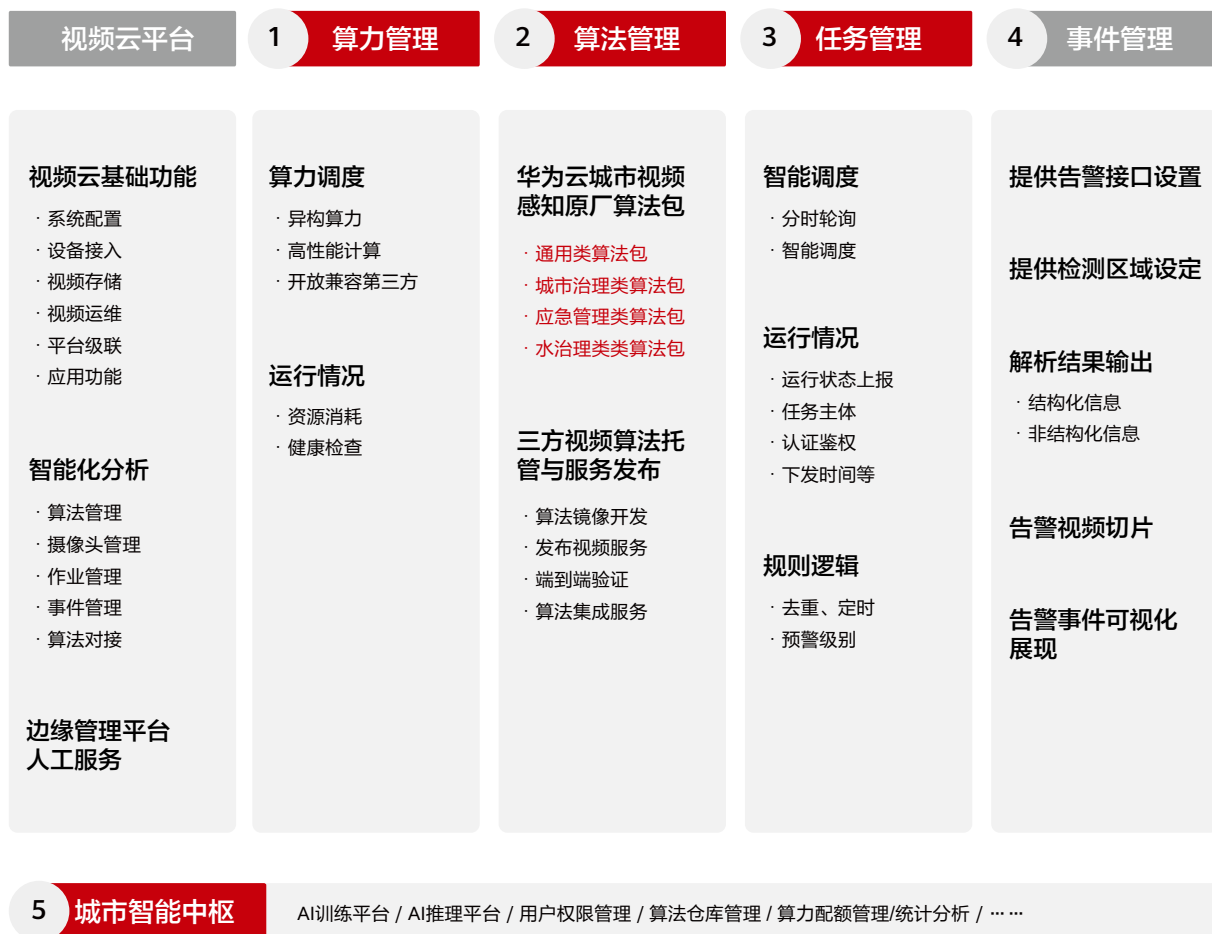 视频云平台
1 算力管理
2 算法管理
3 任务管理
4 事件管理
视频云基础功能
· 系统配置
· 设备接入
· 视频存储
· 视频运维
· 平台级联
· 应用功能
智能化分析
· 算法管理
· 摄像头管理
· 作业管理
· 事件管理
· 算法对接
边缘管理平台
人工服务
算力调度
· 异构算力
· 高性能计算
· 开放兼容第三方
运行情况
· 资源消耗
· 健康检查
华为云城市视频
感知原厂算法包
· 通用类算法包
· 城市治理类算法包
· 应急管理类算法包
· 水治理类类算法包
三方视频算法托
管与服务发布
· 算法镜像开发
· 发布视频服务
· 端到端验证
· 算法集成服务
智能调度
· 分时轮询
· 智能调度
运行情况
· 运行状态上报
· 任务主体
· 认证鉴权
· 下发时间等
规则逻辑
· 去重、定时
· 预警级别
提供告警接口设置
提供检测区域设定
解析结果输出
· 结构化信息
· 非结构化信息
告警视频切片
告警事件可视化
展现
5 城市智能中枢
AI训练平台 / AI推理平台 / 用户权限管理 / 算法仓库管理 / 算力配额管理/统计分析 / ··· ···